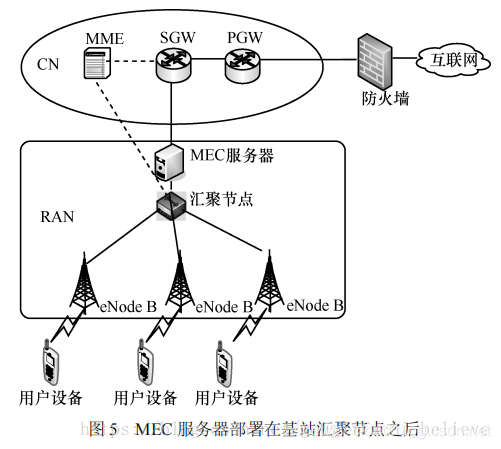 MME
SGW
PGW
CN
防火墙
互联网
MEC服务器
汇聚节点
RAN
eNode B
eNode B
eNode B
用户设备
用户设备
用户设备
图 5 MEC 服务器部署在基站汇聚节点之后